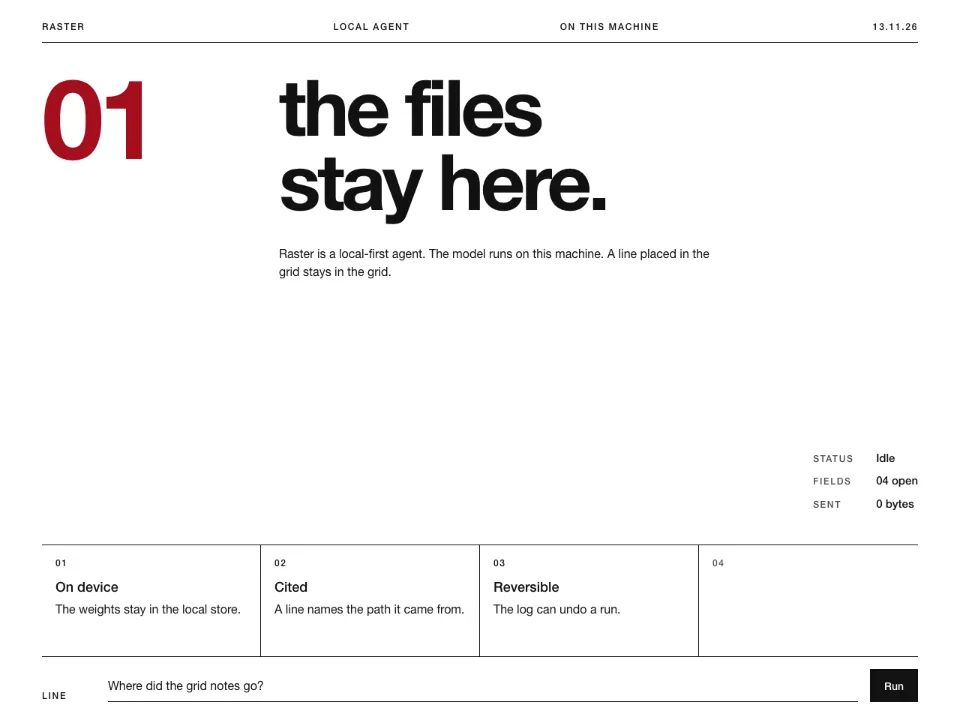 RASTER
LOCAL AGENT
ON THIS MACHINE
13.11.26
01
the files
stay here.
Raster is a local-first agent. The model runs on this machine. A line placed in the
grid stays in the grid.
STATUS Idle
FIELDS 04 open
SENT 0 bytes
01
On device
The weights stay in the local store.
02
Cited
A line names the path it came from.
03
Reversible
The log can undo a run.
04
LINE
Where did the grid notes go?
Run